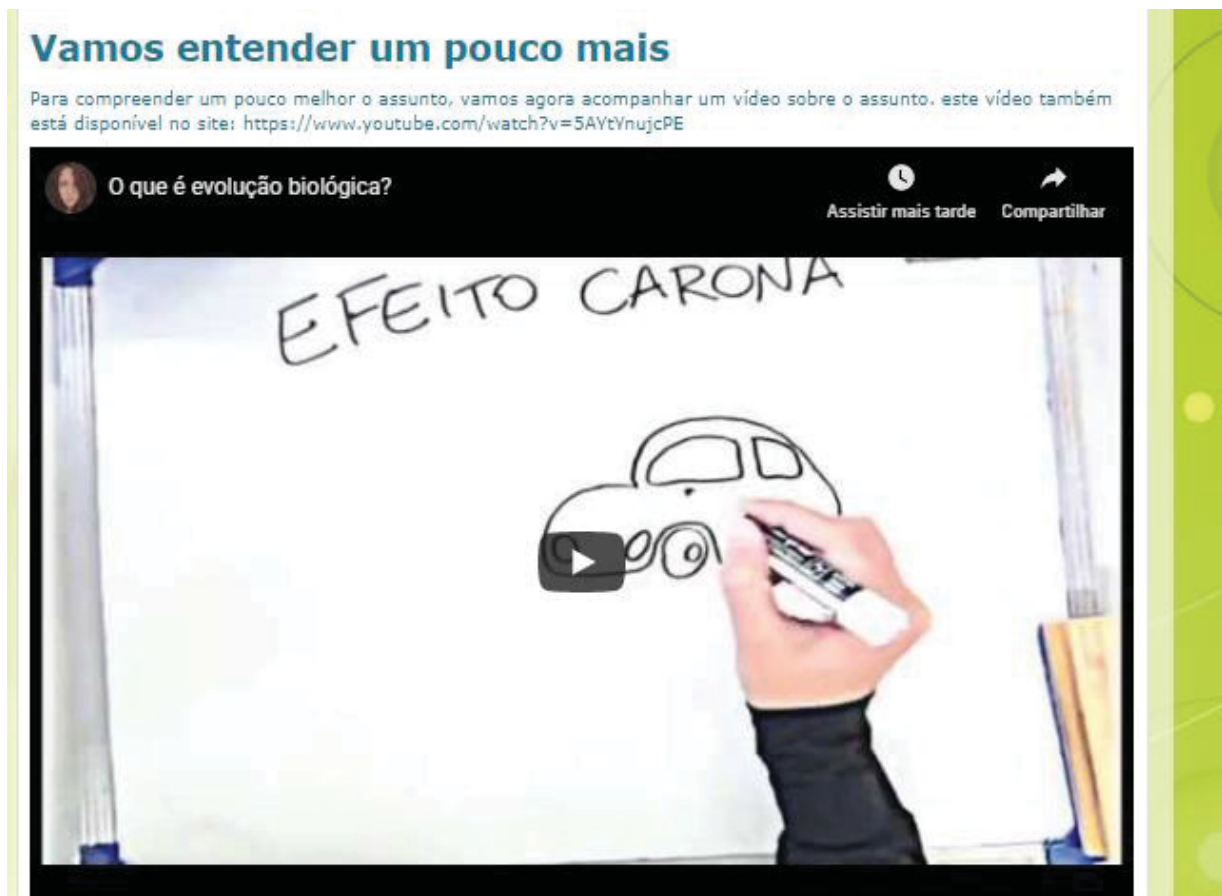 Vamos entender um pouco mais
Para compreender um pouco melhor o assunto, vamos agora acompanhar um vídeo sobre o assunto. este vídeo também
está disponível no site: https://www.youtube.com/watch?v=5AYtYnujcPE
O que é evolução biológica?
Assistir mais tarde
Compartilhar
EFEITO CARONA